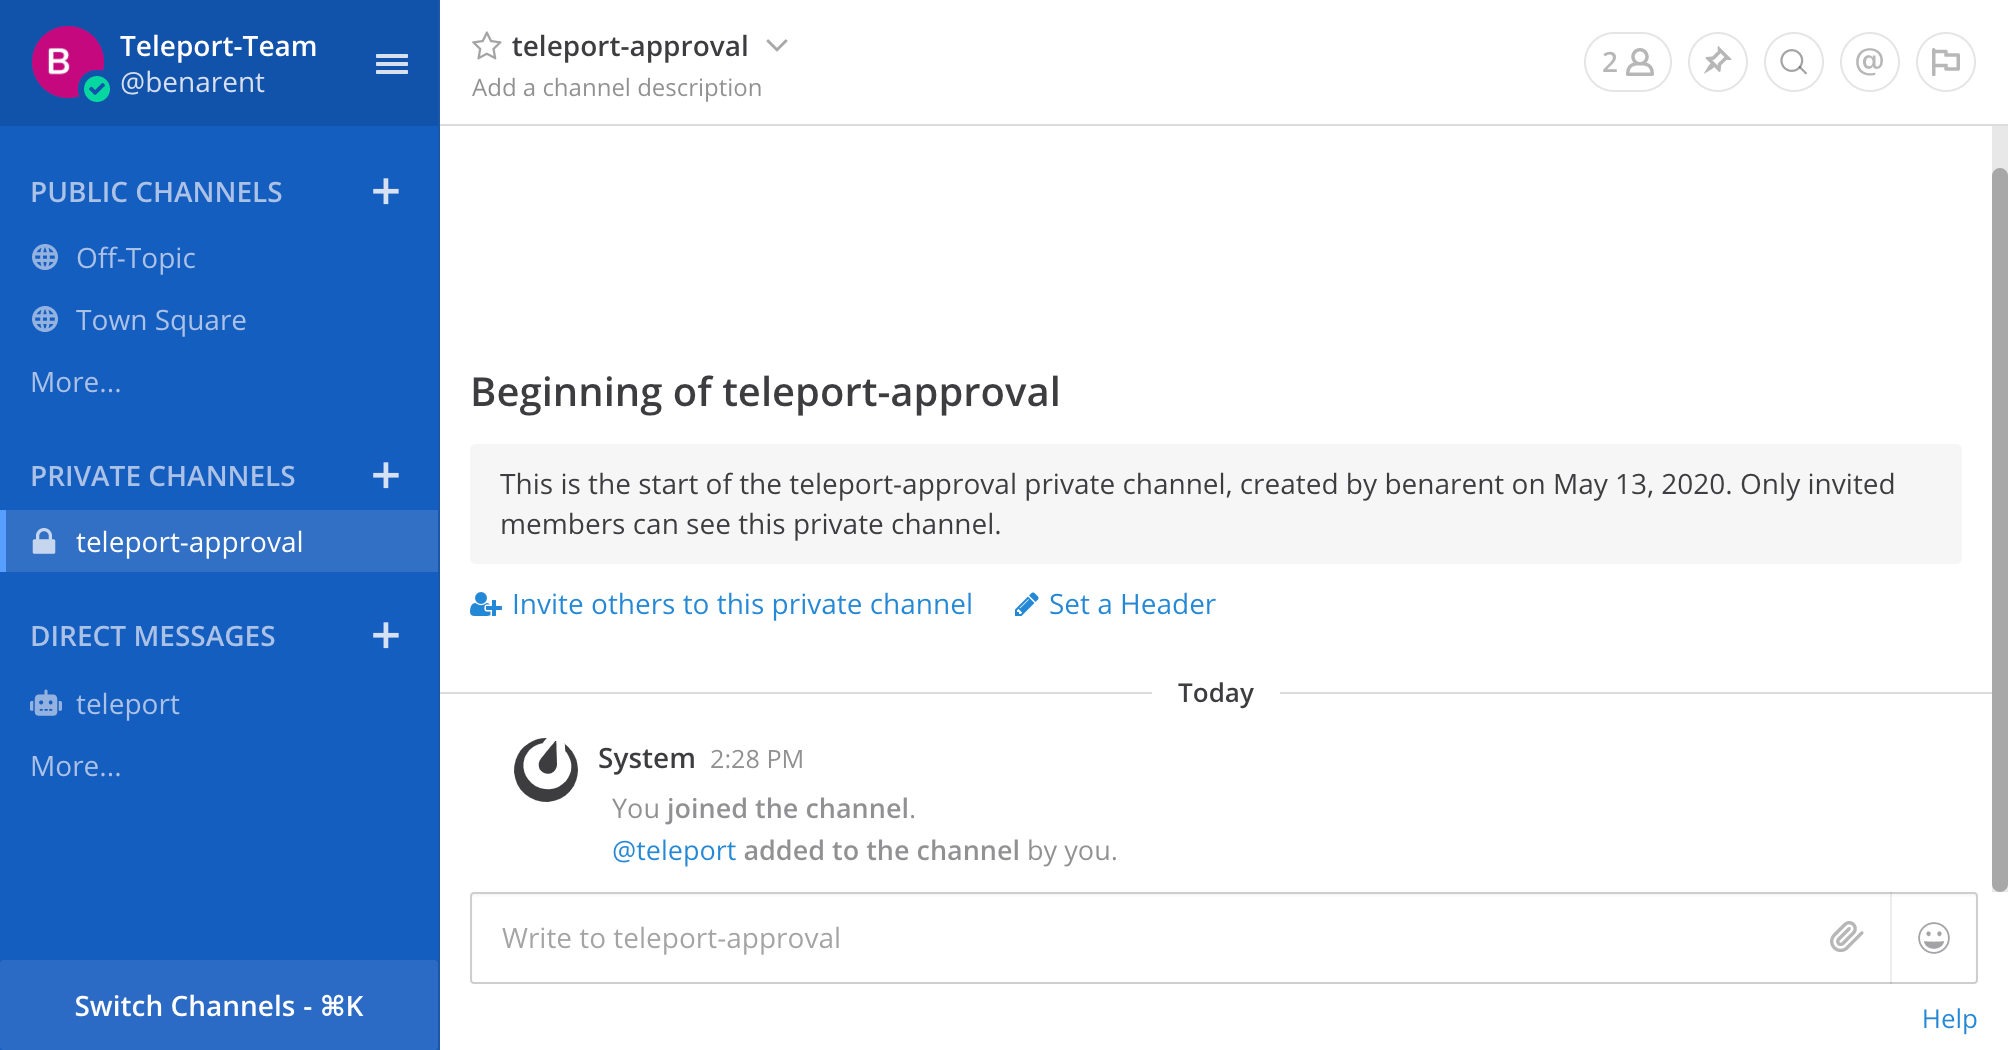 B
Teleport-Team
@benarent
PUBLIC CHANNELS
Off-Topic
Town Square
More...
PRIVATE CHANNELS
teleport-approval
DIRECT MESSAGES
teleport
More...
Switch Channels - ⌘K
teleport-approval
Add a channel description
2
@
Beginning of teleport-approval
This is the start of the teleport-approval private channel, created by benarent on May 13, 2020. Only invited
members can see this private channel.
Invite others to this private channel Set a Header
Today
System 2:28 PM
You joined the channel.
@teleport added to the channel by you.
Write to teleport-approval
Help